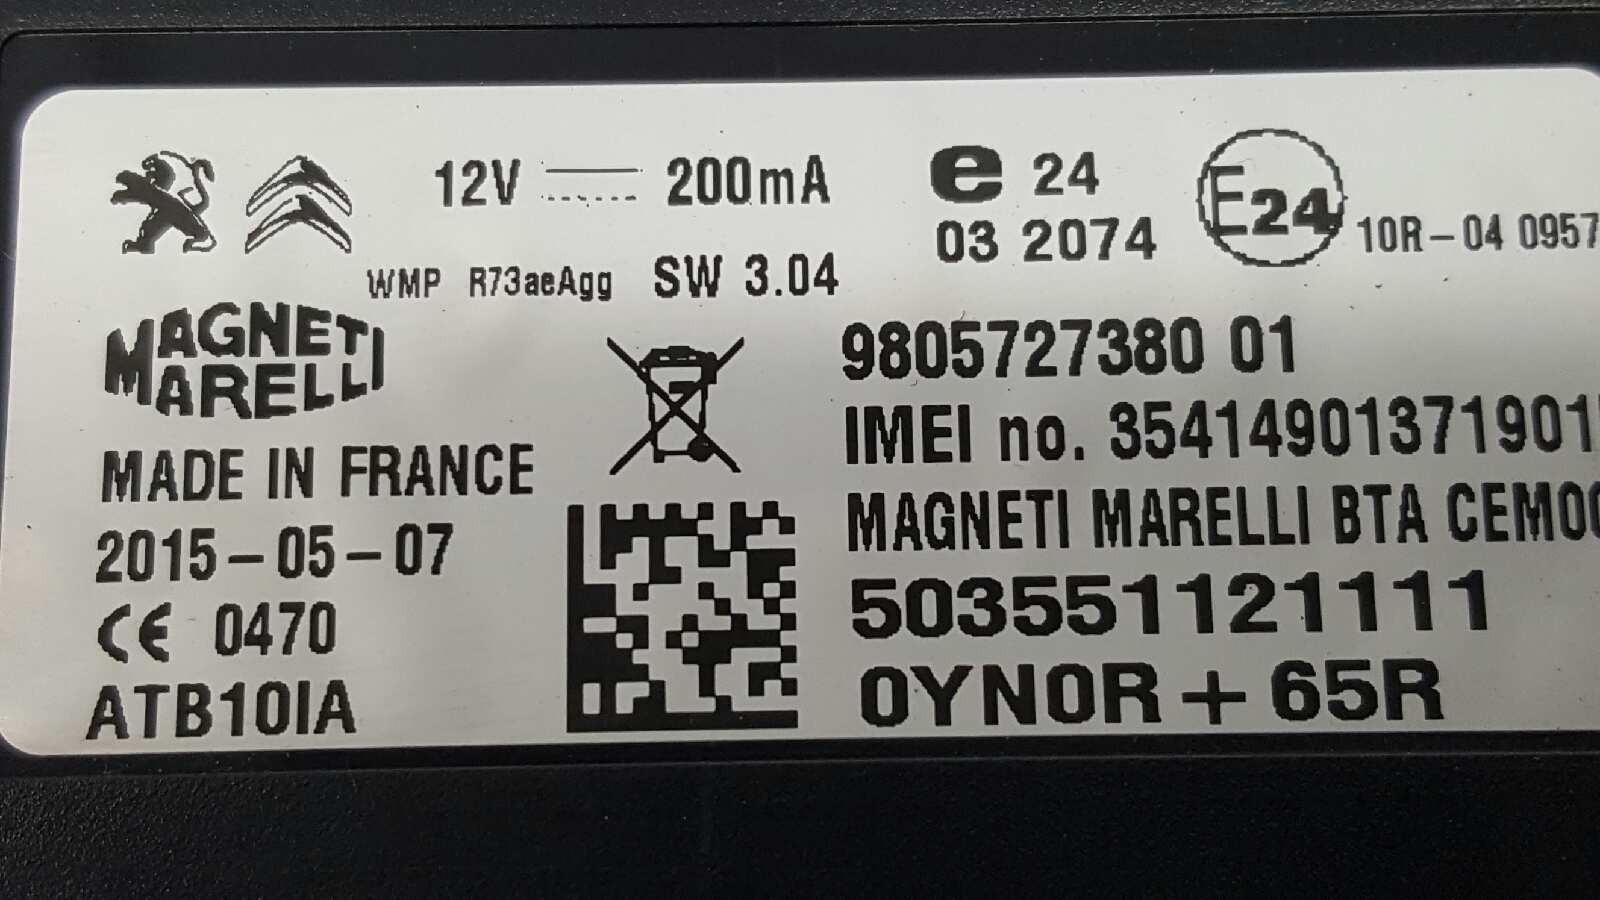 12V 200mA
e 24
03 2074
E24 10R-04 0957
WMP R73aeAgg SW 3.04
MAGNETI
MARELLI
MADE IN FRANCE
2015-05-07
CE 0470
ATB10IA
9805727380 01
IMEI no. 35414901371901
MAGNETI MARELLI BTA
503551121111
0YN0R+65R